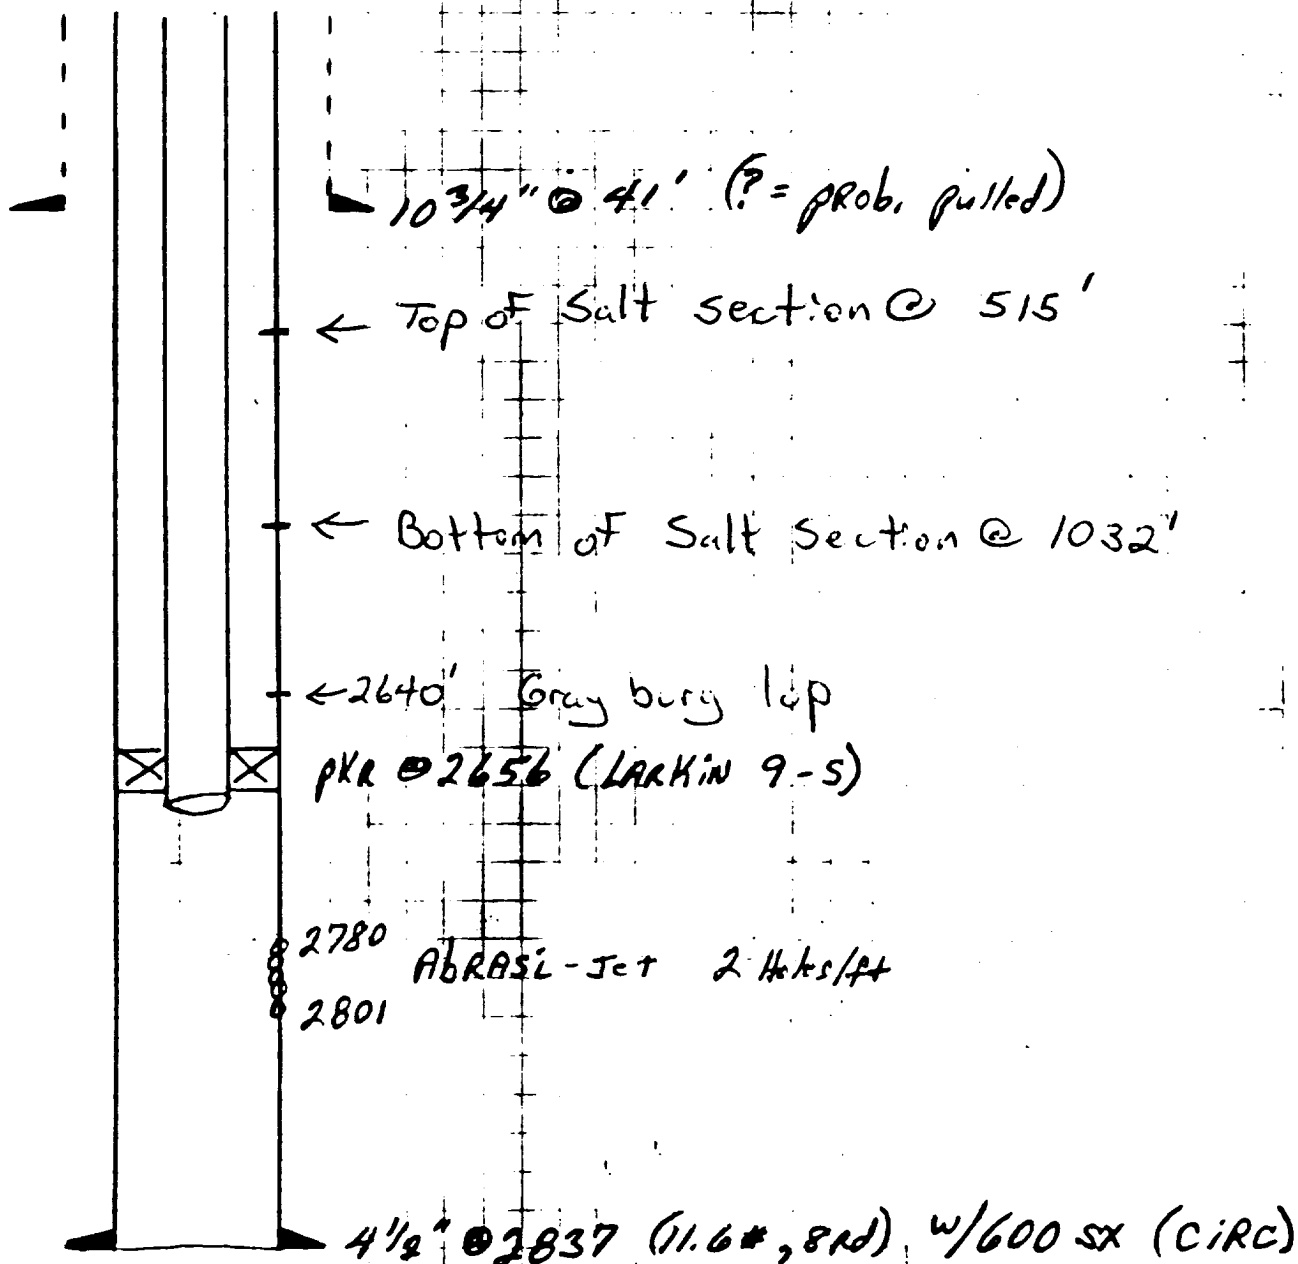 10 3/4" @ 41' (? = prob. pulled)
← Top of Salt section @ 515'
← Bottom of Salt Section @ 1032'
← 2640' Grayburg top
pKR @ 2656 (LARKIN 9-5)
2780
AbRASi-Jet 2 Holes/ft
2801
4 1/2" @ 2837 (11.6#, 8Rd) w/600 sx (CIRC)